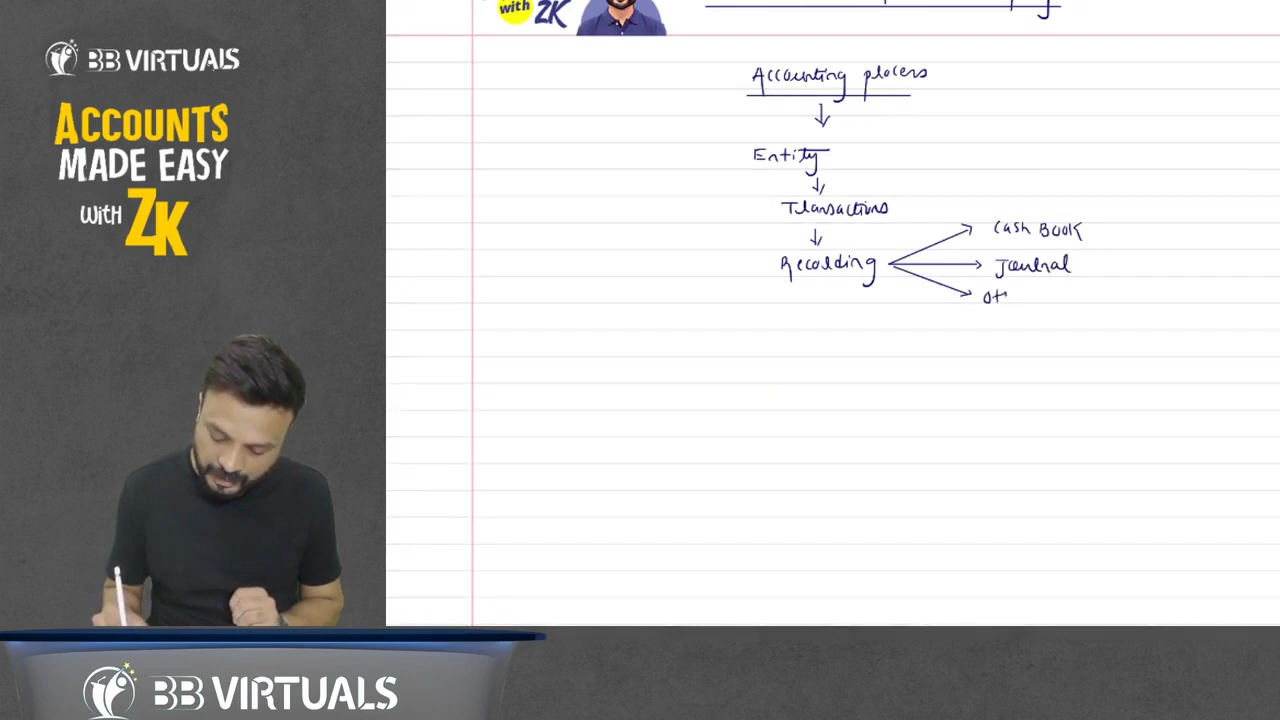 BB VIRTUALS
ACCOUNTS
MADE EASY
with ZK
with ZK
Accounting process
Entity
Transactions
Recording
Cash Book
Journal
Ot
BB VIRTUALS